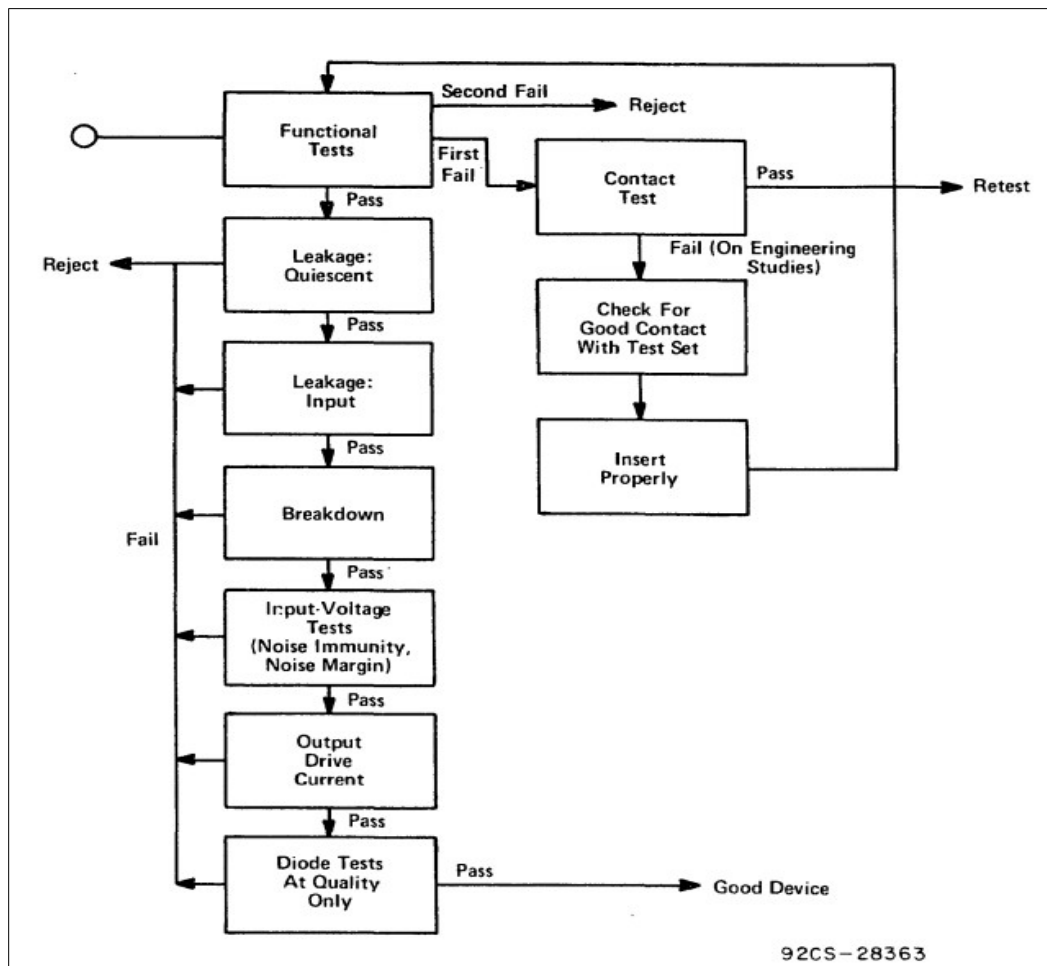 Second Fail
Reject
Functional
Tests
First
Fail
Contact
Test
Pass
Retest
Pass
Fail (On Engineering
Studies)
Reject
Leakage:
Quiescent
Check For
Good Contact
With Test Set
Pass
Leakage:
Input
Insert
Properly
Pass
Breakdown
Fail
Pass
Input-Voltage
Tests
(Noise Immunity,
Noise Margin)
Pass
Output
Drive
Current
Pass
Diode Tests
At Quality
Only
Pass
Good Device
92CS-28363